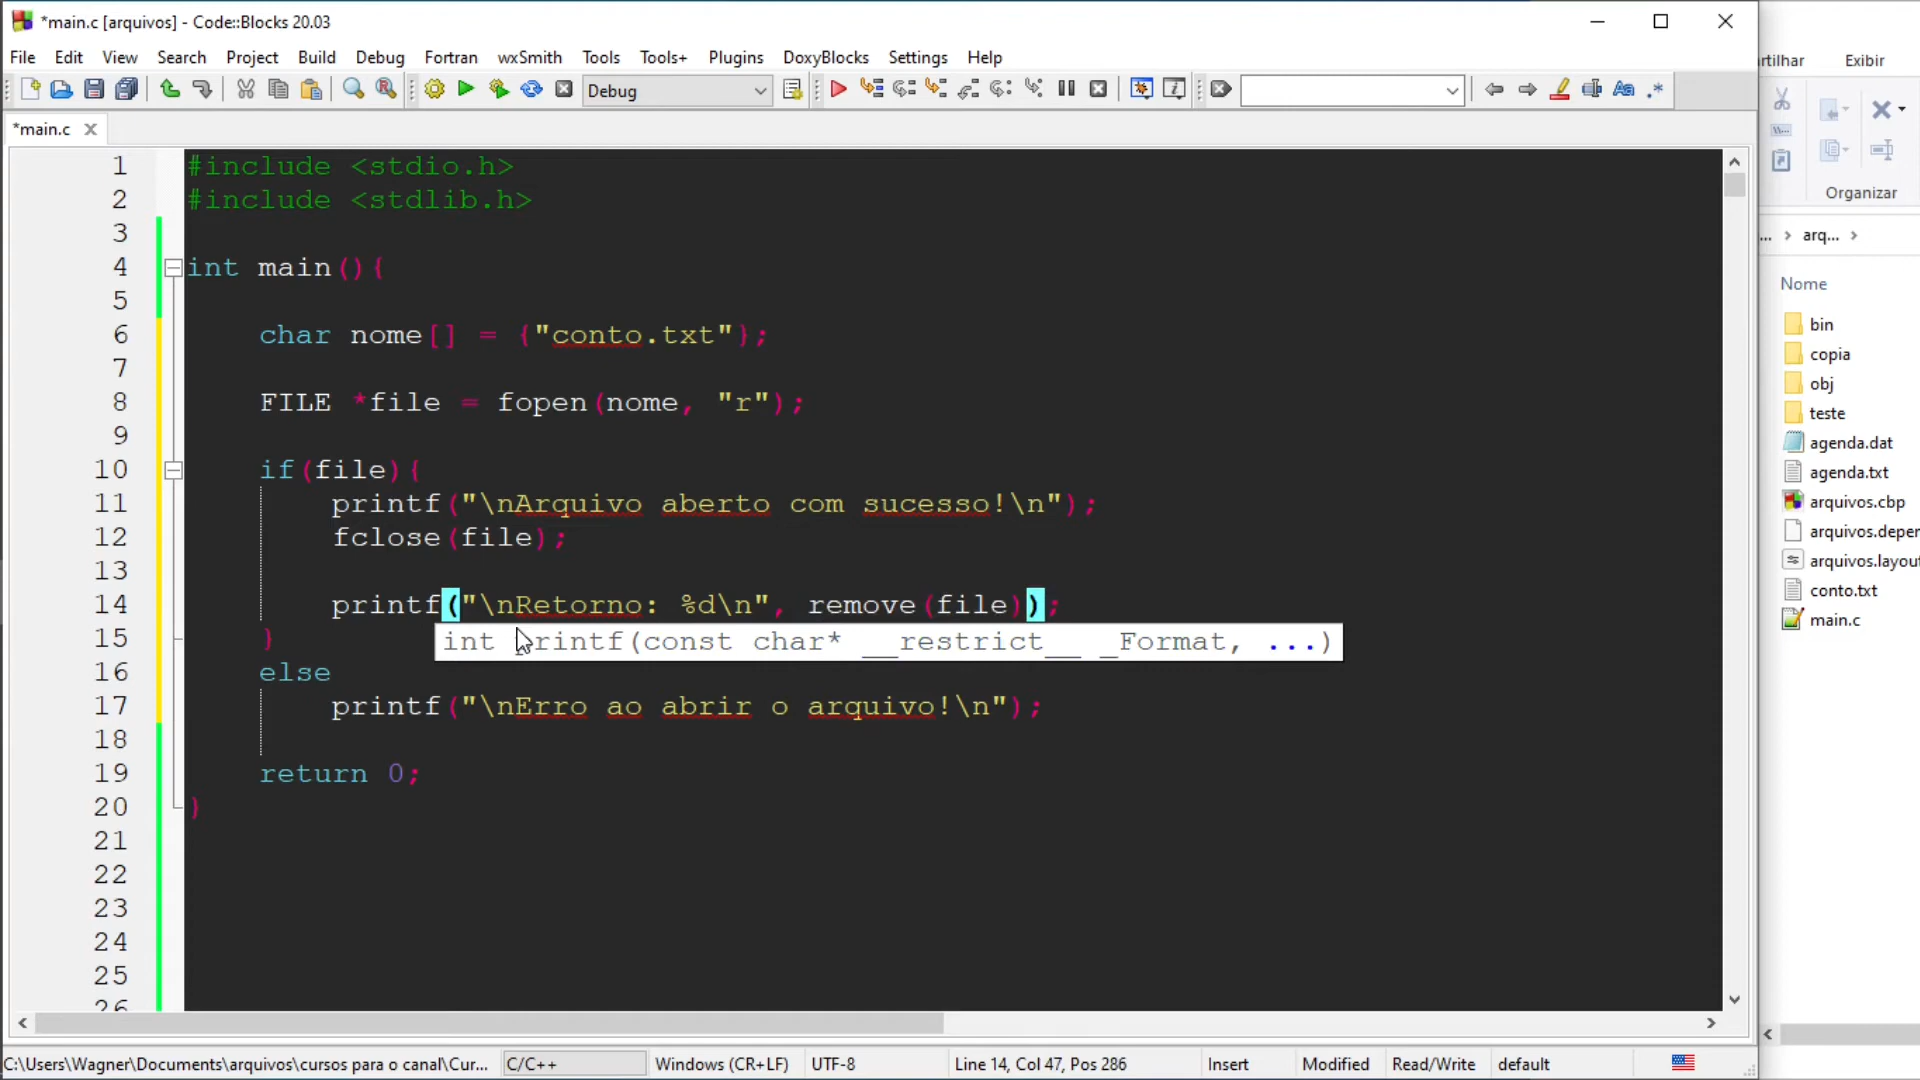 *main.c [arquivos] - Code::Blocks 20.03
File Edit View Search Project Build Debug Fortran wxSmith Tools Tools+ Plugins DoxyBlocks Settings Help
Debug
*main.c
1 #include <stdio.h>
2 #include <stdlib.h>
3
4 int main(){
5
6 char nome[] = {"conto.txt"};
7
8 FILE *file = fopen(nome, "r");
9
10 if(file){
11 printf("\nArquivo aberto com sucesso!\n");
12 fclose(file);
13
14 printf("\nRetorno: %d\n", remove(file));
int printf(const char* __restrict__ _Format, ...)
15 }
16 else
17 printf("\nErro ao abrir o arquivo!\n");
18
19 return 0;
20 }
21
22
23
24
25
26
C:\Users\Wagner\Documents\arquivos\cursos para o canal\Cur... C/C++ Windows (CR+LF) UTF-8 Line 14, Col 47, Pos 286 Insert Modified Read/Write default
rtilhar Exibir
Organizar
... > arq... >
Nome
bin
copia
obj
teste
agenda.dat
agenda.txt
arquivos.cbp
arquivos.deper
arquivos.layout
conto.txt
main.c